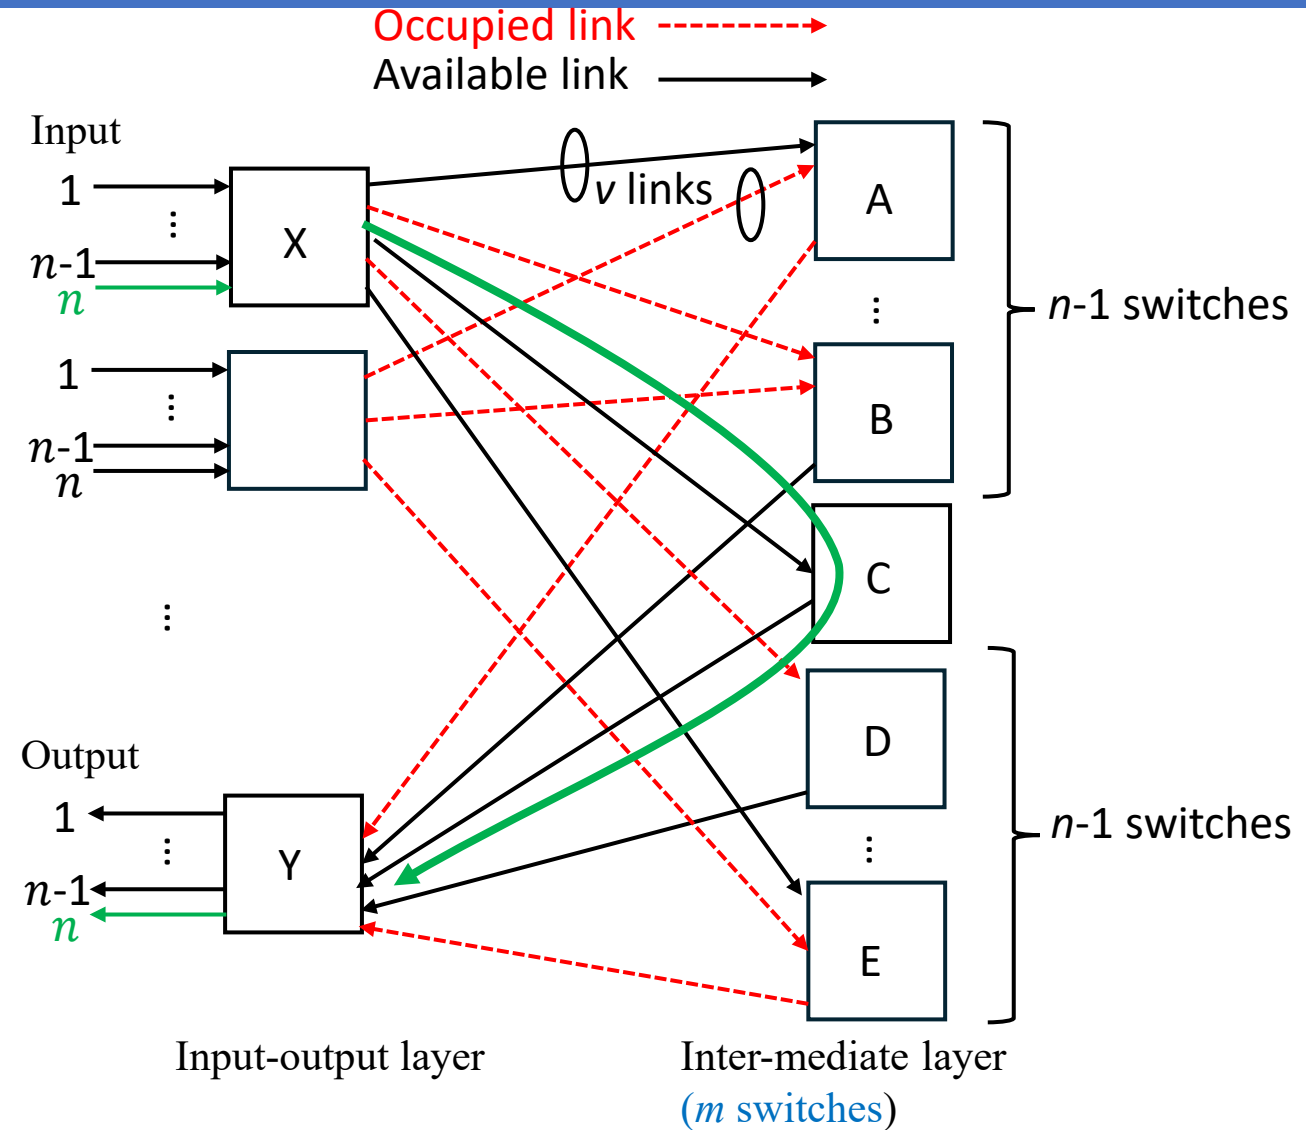 Occupied link
Available link
Input
1
⋮
n-1
n
X
v links
A
⋮
n-1 switches
1
⋮
n-1
n
B
C
⋮
D
n-1 switches
Output
1
⋮
n-1
n
Y
⋮
E
Input-output layer
Inter-mediate layer
(m switches)